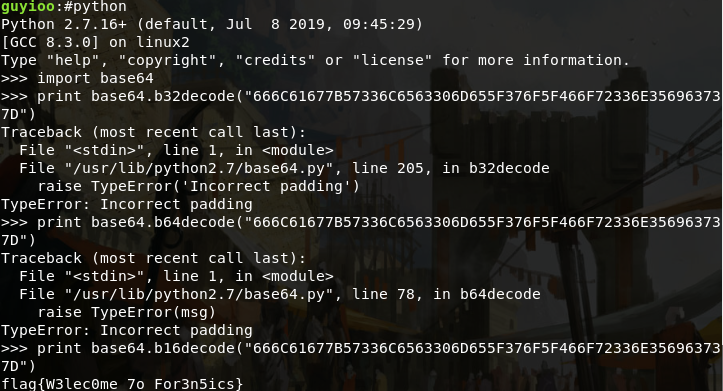 guyioo:#python
Python 2.7.16+ (default, Jul  8 2019, 09:45:29)
[GCC 8.3.0] on linux2
Type "help", "copyright", "credits" or "license" for more information.
>>> import base64
>>> print base64.b32decode("666C61677B57336C6563306D655F376F5F466F72336E35696373
7D")
Traceback (most recent call last):
  File "<stdin>", line 1, in <module>
  File "/usr/lib/python2.7/base64.py", line 205, in b32decode
    raise TypeError('Incorrect padding')
TypeError: Incorrect padding
>>> print base64.b64decode("666C61677B57336C6563306D655F376F5F466F72336E35696373
7D")
Traceback (most recent call last):
  File "<stdin>", line 1, in <module>
  File "/usr/lib/python2.7/base64.py", line 78, in b64decode
    raise TypeError(msg)
TypeError: Incorrect padding
>>> print base64.b16decode("666C61677B57336C6563306D655F376F5F466F72336E35696373
7D")
flag{W3lec0me_7o_For3n5ics}